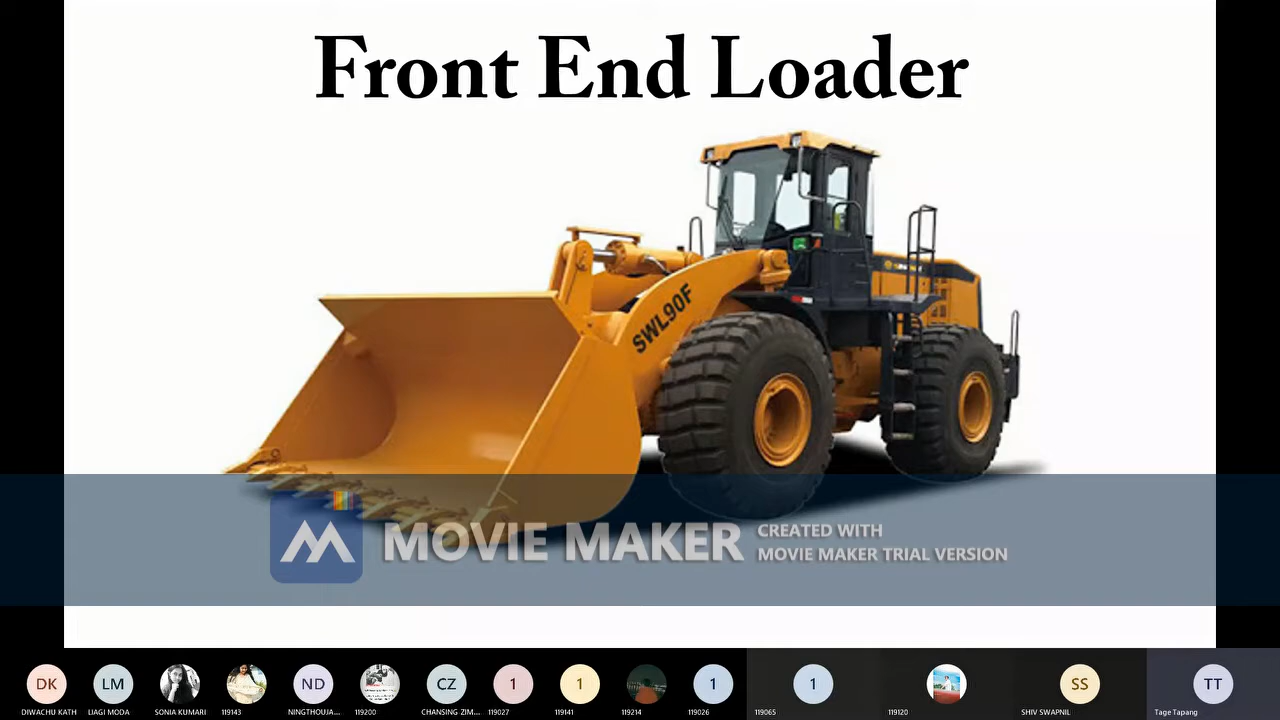 Front End Loader
SWL90F
MOVIE MAKER
CREATED WITH
MOVIE MAKER TRIAL VERSION
DK
LM
ND
CZ
1
1
1
1
SS
TT
DIWACHU KATH
LIAGI MODA
SONIA KUMARI
119143
NINGTHOUJA...
119200
CHANSING ZIM...
119027
119141
119214
119026
119065
119120
SHIV SWAPNIL
Tage Tapang